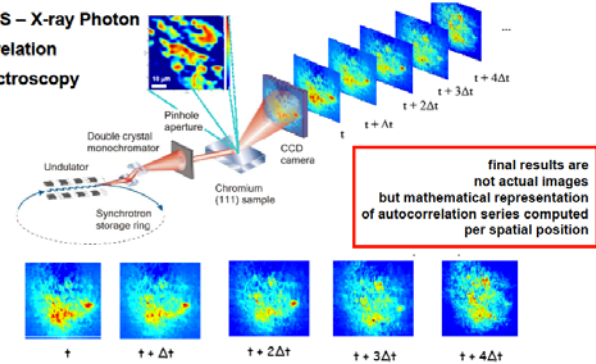 S – X-ray Photon
relation
ctroscopy
10 µm
Pinhole
aperture
Double crystal
monochromator
Undulator
CCD
camera
Chromium
(111) sample
Synchrotron
storage ring
t
t + Δt
t + 2Δt
t + 3Δt
t + 4Δt
...
final results are
not actual images
but mathematical representation
of autocorrelation series computed
per spatial position
t
t + Δt
t + 2Δt
t + 3Δt
t + 4Δt